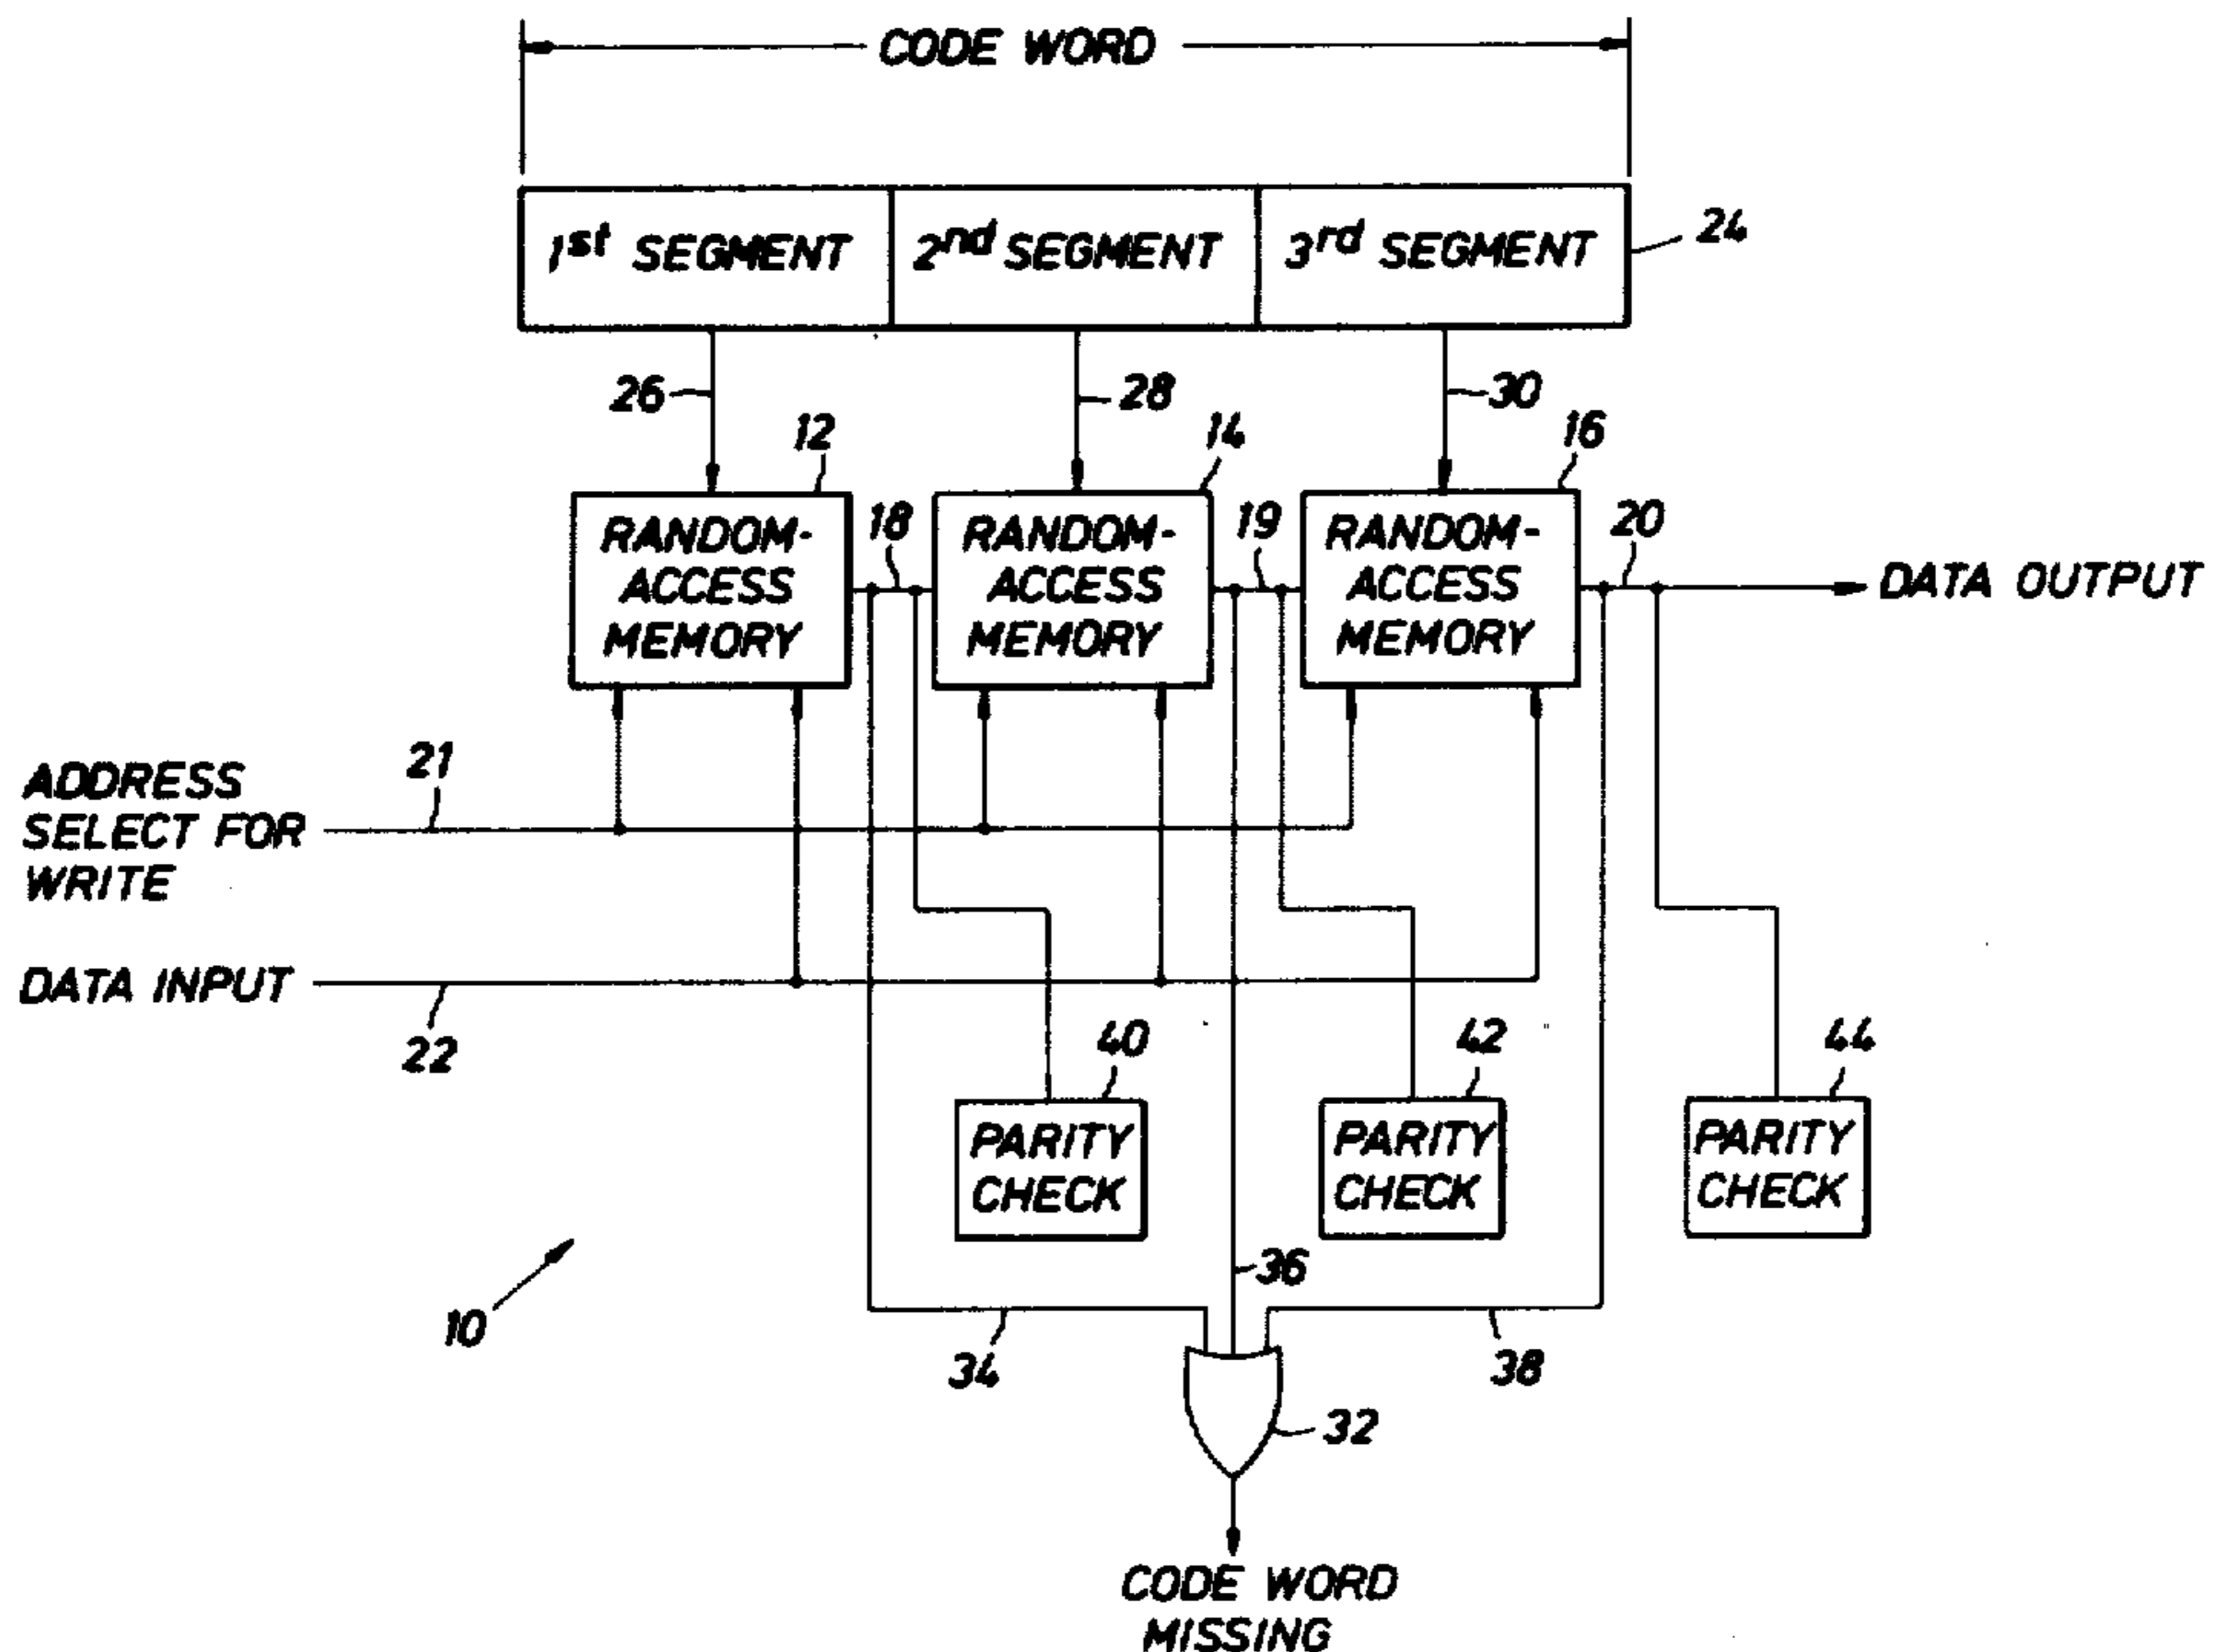 CODE WORD
1st SEGMENT
2nd SEGMENT
3rd SEGMENT
24
26
28
30
12
14
16
RANDOM-
ACCESS
MEMORY
18
RANDOM-
ACCESS
MEMORY
19
RANDOM-
ACCESS
MEMORY
20
DATA OUTPUT
ADDRESS
SELECT FOR
WRITE
21
DATA INPUT
22
40
PARITY
CHECK
42
PARITY
CHECK
44
PARITY
CHECK
10
36
34
38
32
CODE WORD
MISSING